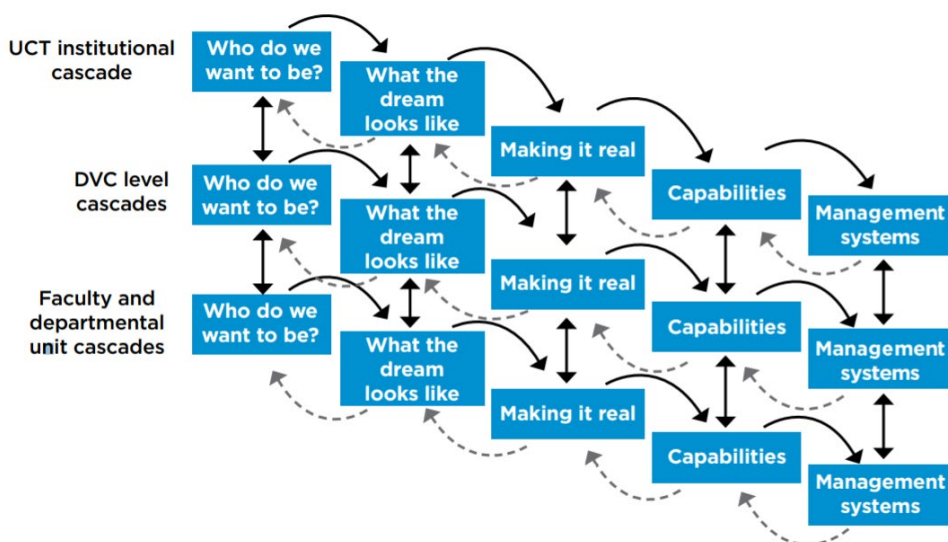 UCT institutional
cascade
Who do we
want to be?
What the
dream
looks like
Making it real
Capabilities
Management
systems
DVC level
cascades
Who do we
want to be?
What the
dream
looks like
Making it real
Capabilities
Management
systems
Faculty and
departmental
unit cascades
Who do we
want to be?
What the
dream
looks like
Making it real
Capabilities
Management
systems